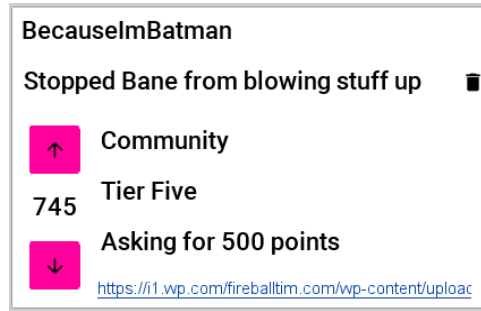 BecauseImBatman
Stopped Bane from blowing stuff up
Community
Tier Five
745
Asking for 500 points
https://i1.wp.com/fireballtim.com/wp-content/uploac